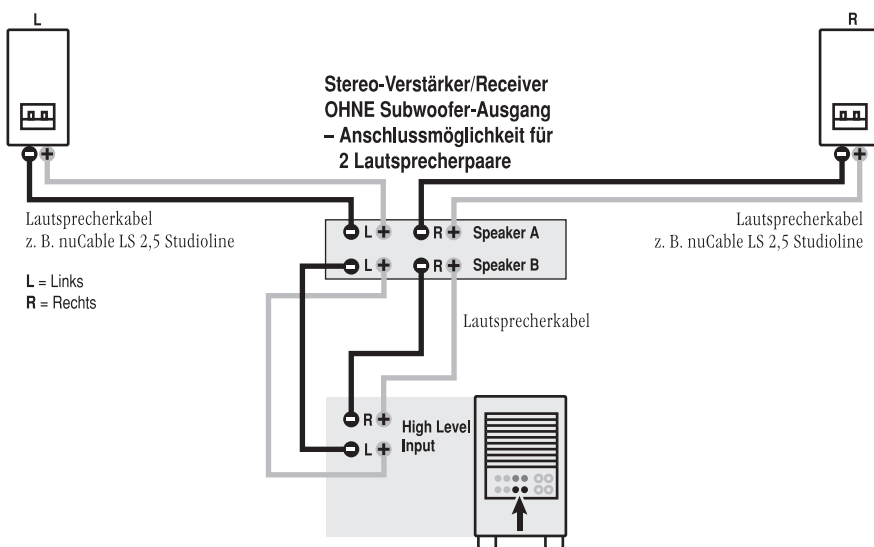 L
R
Stereo-Verstärker/Receiver
OHNE Subwoofer-Ausgang
– Anschlussmöglichkeit für
2 Lautsprecherpaare
Lautsprecherkabel
z. B. nuCable LS 2,5 Studioline
Lautsprecherkabel
z. B. nuCable LS 2,5 Studioline
L = Links
R = Rechts
– L + – R + Speaker A
– L + – R + Speaker B
Lautsprecherkabel
– R + High Level
– L + Input